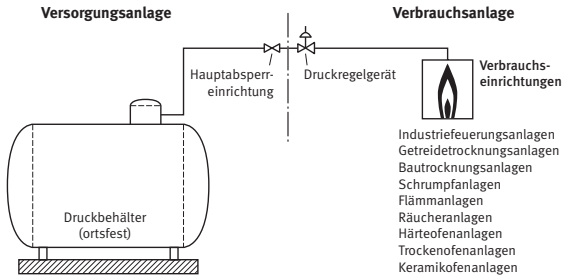 Versorgungsanlage
Verbrauchsanlage
Hauptabsperr-
einrichtung
Druckregelgerät
Verbrauchs-
einrichtungen
Druckbehälter
(ortsfest)
Industriefeuerungsanlagen
Getreidetrocknungsanlagen
Bautrocknungsanlagen
Schrumpfanlagen
Flämmanlagen
Räucheranlagen
Härteofenanlagen
Trockenofenanlagen
Keramikofenanlagen